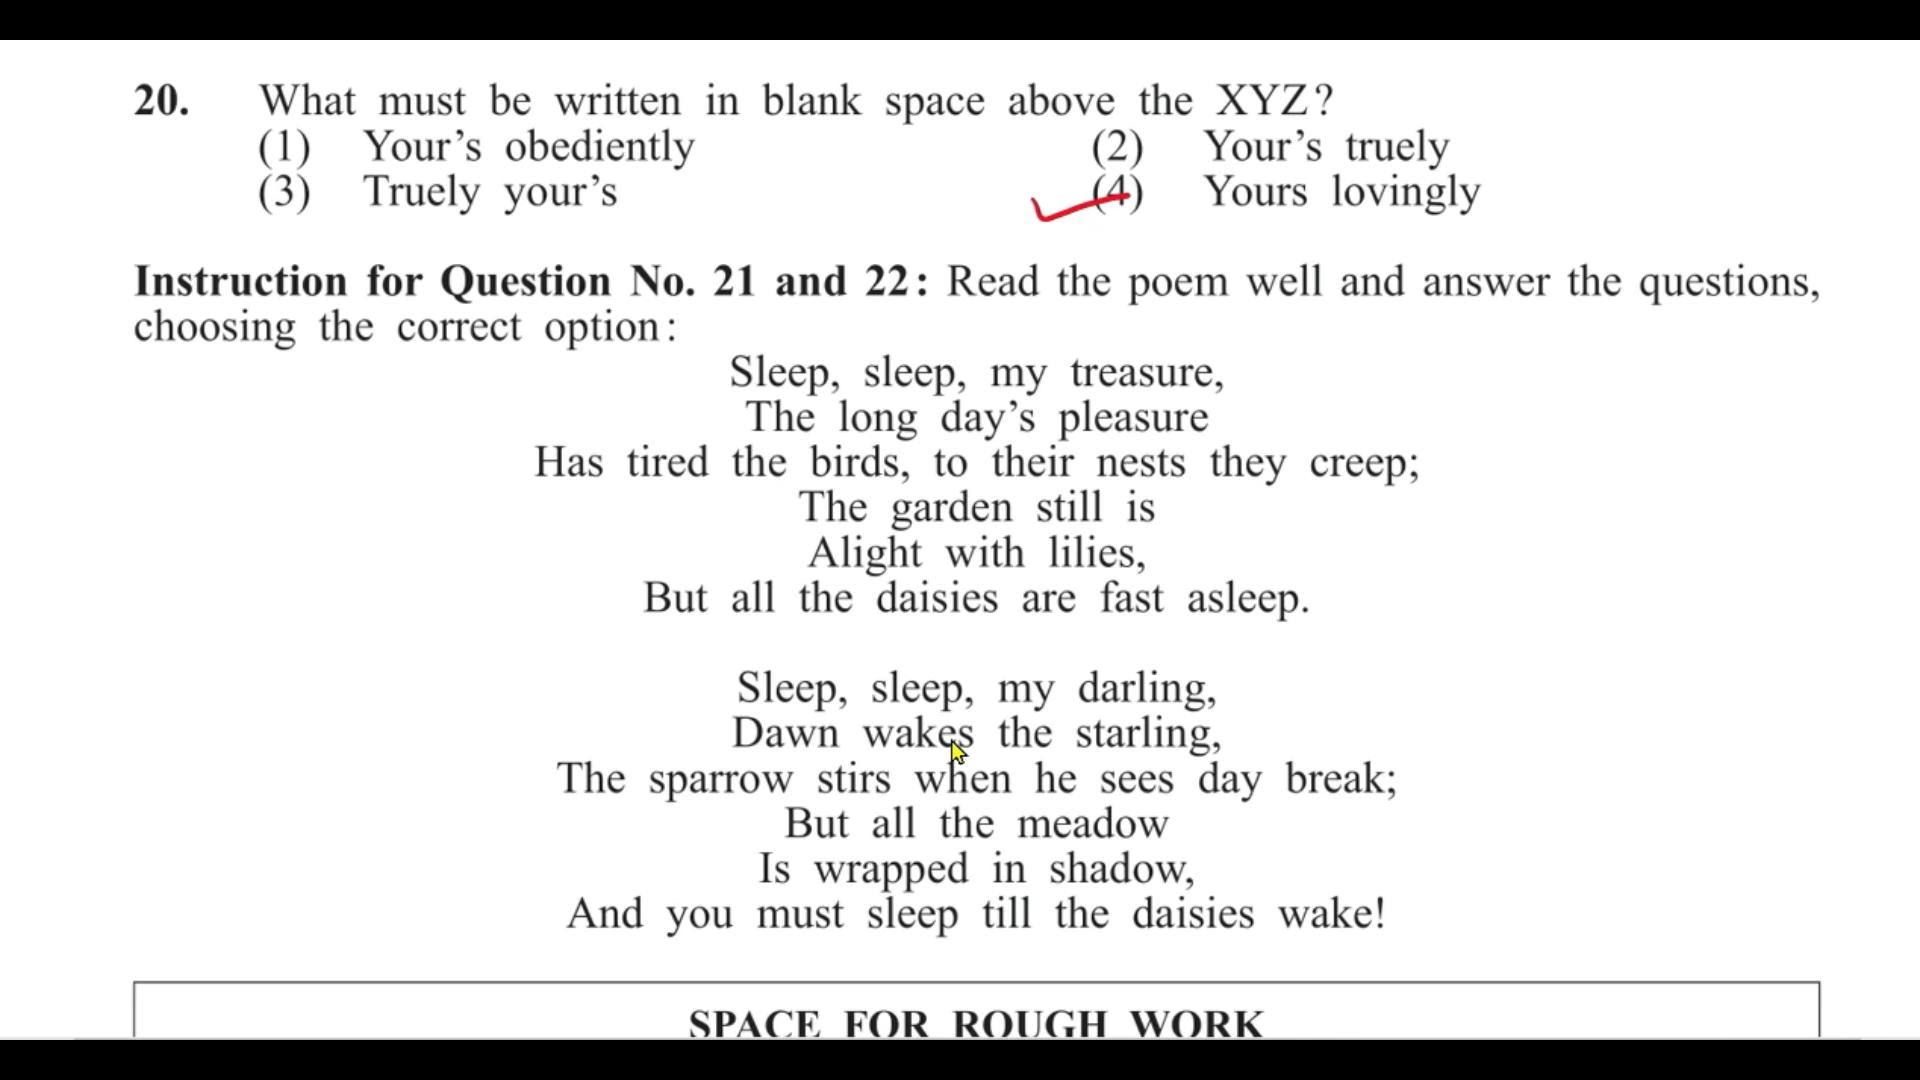 20. What must be written in blank space above the XYZ?
(1) Your’s obediently (2) Your’s truely
(3) Truely your’s (4) Yours lovingly
Instruction for Question No. 21 and 22: Read the poem well and answer the questions,
choosing the correct option:
Sleep, sleep, my treasure,
The long day’s pleasure
Has tired the birds, to their nests they creep;
The garden still is
Alight with lilies,
But all the daisies are fast asleep.
Sleep, sleep, my darling,
Dawn wakes the starling,
The sparrow stirs when he sees day break;
But all the meadow
Is wrapped in shadow,
And you must sleep till the daisies wake!
SPACE FOR ROUGH WORK